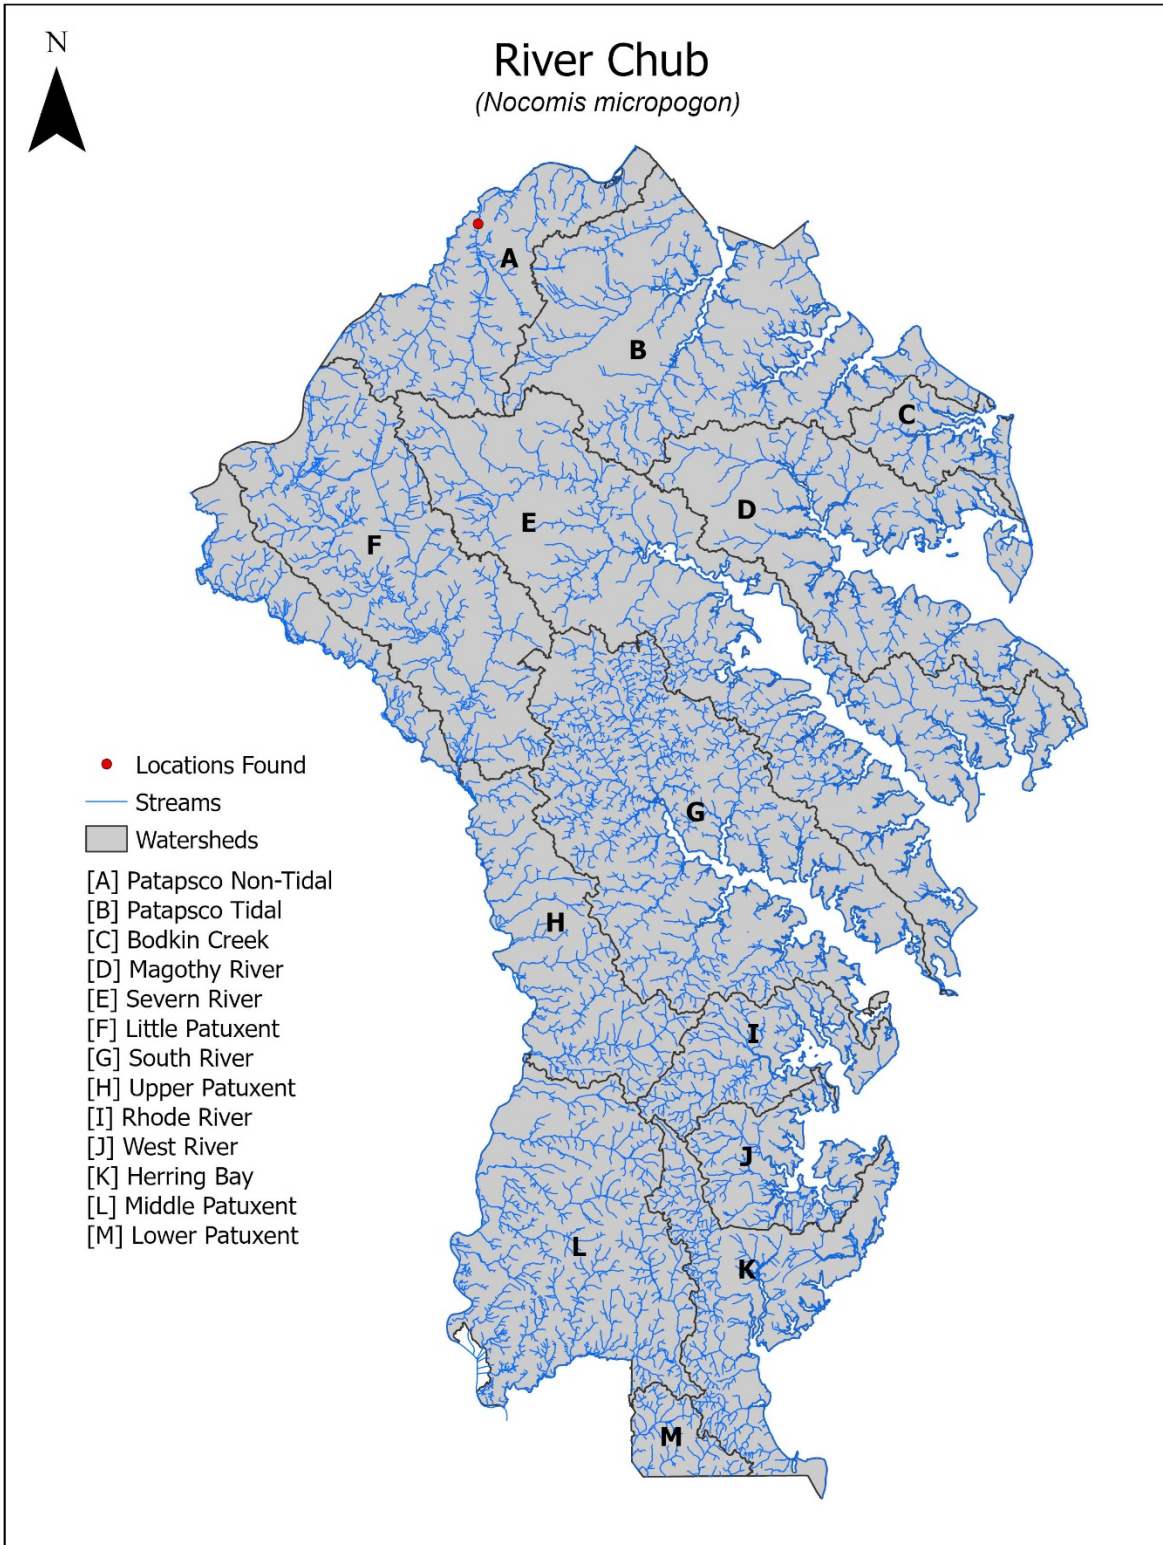 N
River Chub
(Nocomis micropogon)
A
B
C
D
E
F
G
H
I
J
K
L
M
Locations Found
Streams
Watersheds
[A] Patapsco Non-Tidal
[B] Patapsco Tidal
[C] Bodkin Creek
[D] Magothy River
[E] Severn River
[F] Little Patuxent
[G] South River
[H] Upper Patuxent
[I] Rhode River
[J] West River
[K] Herring Bay
[L] Middle Patuxent
[M] Lower Patuxent